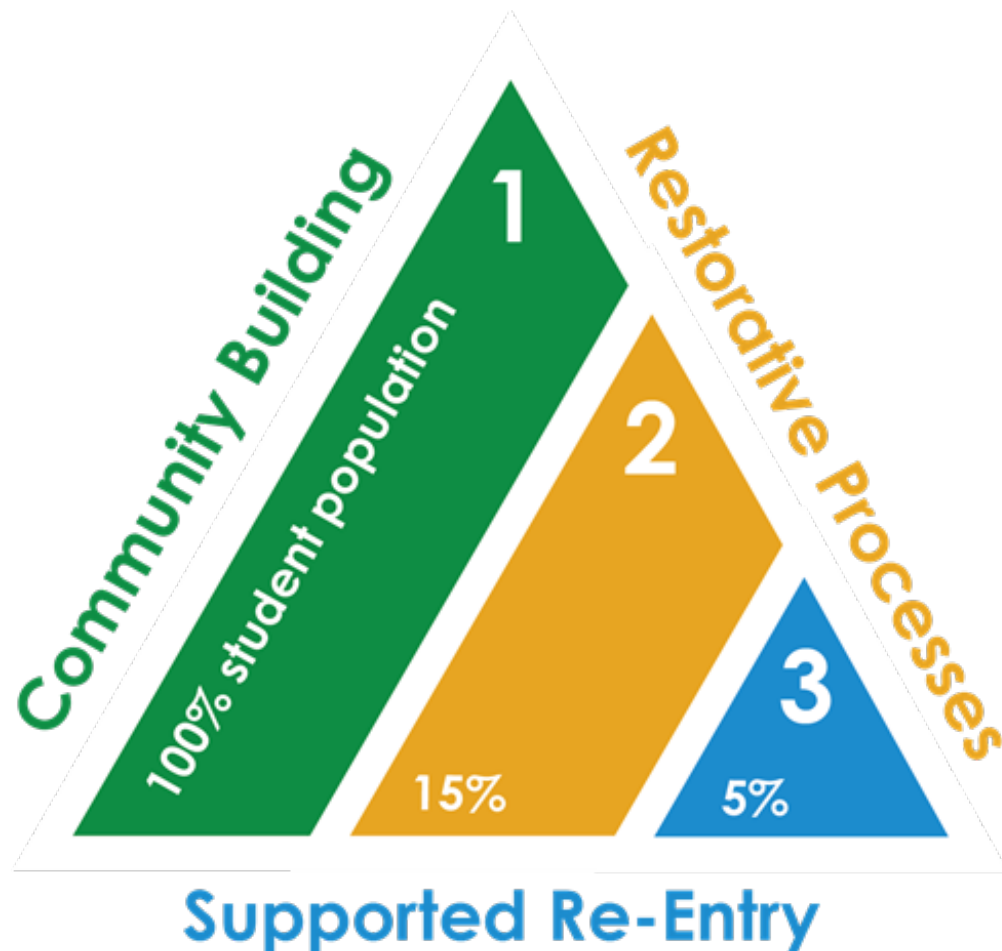 Community Building
Restorative Processes
1
100% student population
2
15%
3
5%
Supported Re-Entry